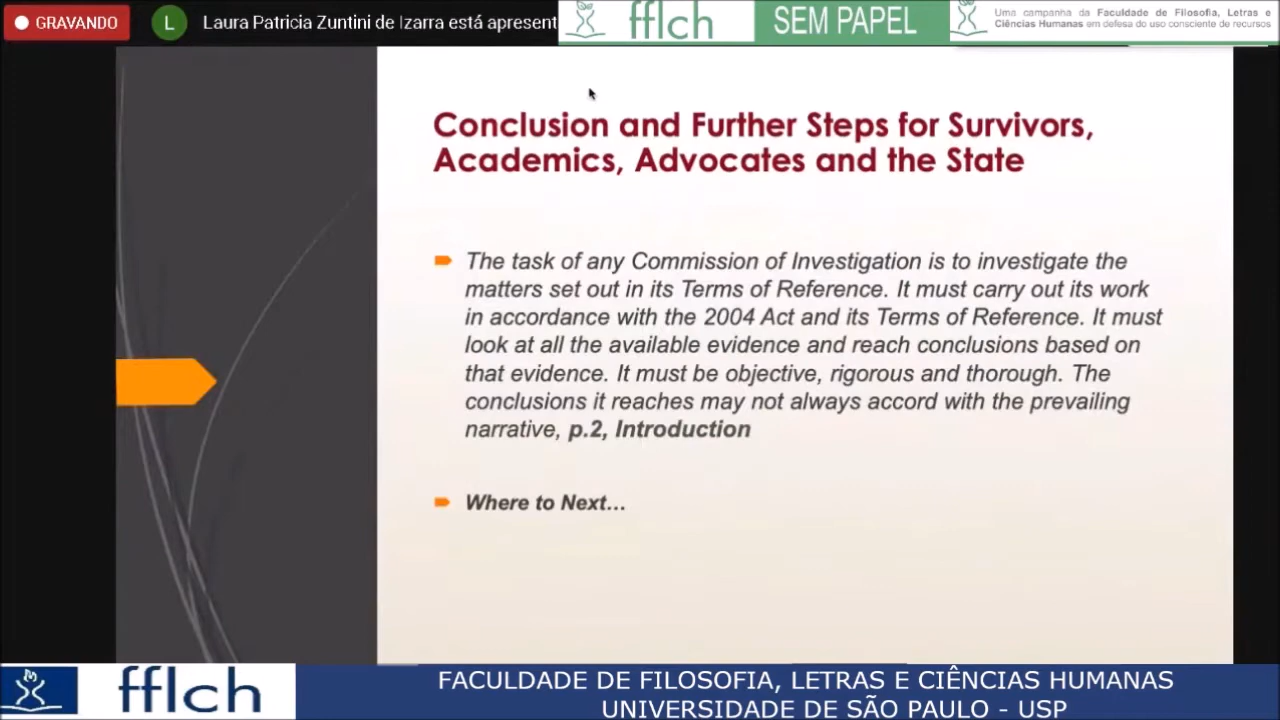 GRAVANDO
L
Laura Patricia Zuntini de Izarra está apresent
fflch
SEM PAPEL
Uma campanha da Faculdade de Filosofia, Letras e
Ciências Humanas em defesa do uso consciente de recursos
Conclusion and Further Steps for Survivors,
Academics, Advocates and the State
The task of any Commission of Investigation is to investigate the
matters set out in its Terms of Reference. It must carry out its work
in accordance with the 2004 Act and its Terms of Reference. It must
look at all the available evidence and reach conclusions based on
that evidence. It must be objective, rigorous and thorough. The
conclusions it reaches may not always accord with the prevailing
narrative, p.2, Introduction
Where to Next...
fflch
FACULDADE DE FILOSOFIA, LETRAS E CIÊNCIAS HUMANAS
UNIVERSIDADE DE SÃO PAULO - USP